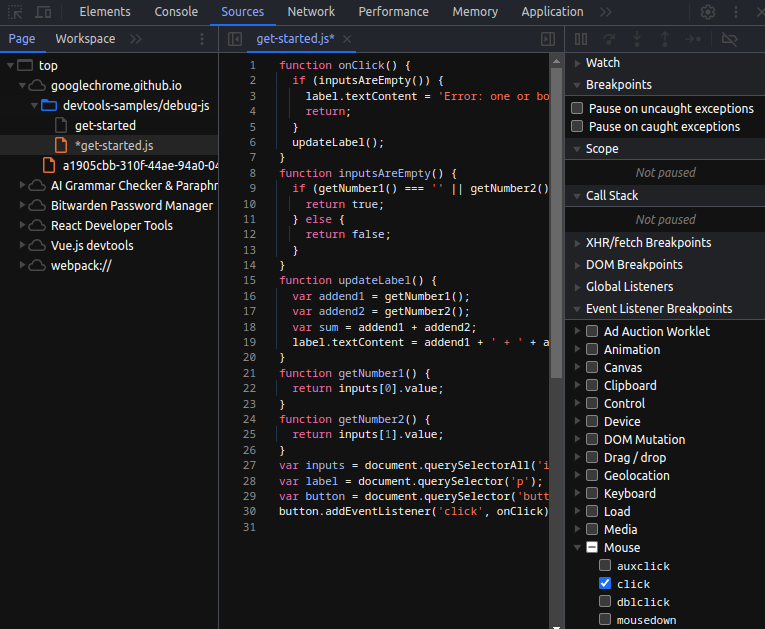 Elements Console Sources Network Performance Memory Application
Page Workspace
top
googlechrome.github.io
devtools-samples/debug-js
get-started
*get-started.js
a1905cbb-310f-44ae-94a0-04
AI Grammar Checker & Paraphr
Bitwarden Password Manager
React Developer Tools
Vue.js devtools
webpack://
get-started.js*
1 function onClick() {
2 if (inputsAreEmpty()) {
3 label.textContent = 'Error: one or bo
4 return;
5 }
6 updateLabel();
7 }
8 function inputsAreEmpty() {
9 if (getNumber1() === '' || getNumber2()
10 return true;
11 } else {
12 return false;
13 }
14 }
15 function updateLabel() {
16 var addend1 = getNumber1();
17 var addend2 = getNumber2();
18 var sum = addend1 + addend2;
19 label.textContent = addend1 + ' + ' + a
20 }
21 function getNumber1() {
22 return inputs[0].value;
23 }
24 function getNumber2() {
25 return inputs[1].value;
26 }
27 var inputs = document.querySelectorAll('i
28 var label = document.querySelector('p');
29 var button = document.querySelector('butt
30 button.addEventListener('click', onClick)
31
Watch
Breakpoints
Pause on uncaught exceptions
Pause on caught exceptions
Scope
Not paused
Call Stack
Not paused
XHR/fetch Breakpoints
DOM Breakpoints
Global Listeners
Event Listener Breakpoints
Ad Auction Worklet
Animation
Canvas
Clipboard
Control
Device
DOM Mutation
Drag / drop
Geolocation
Keyboard
Load
Media
Mouse
auxclick
click
dblclick
mousedown